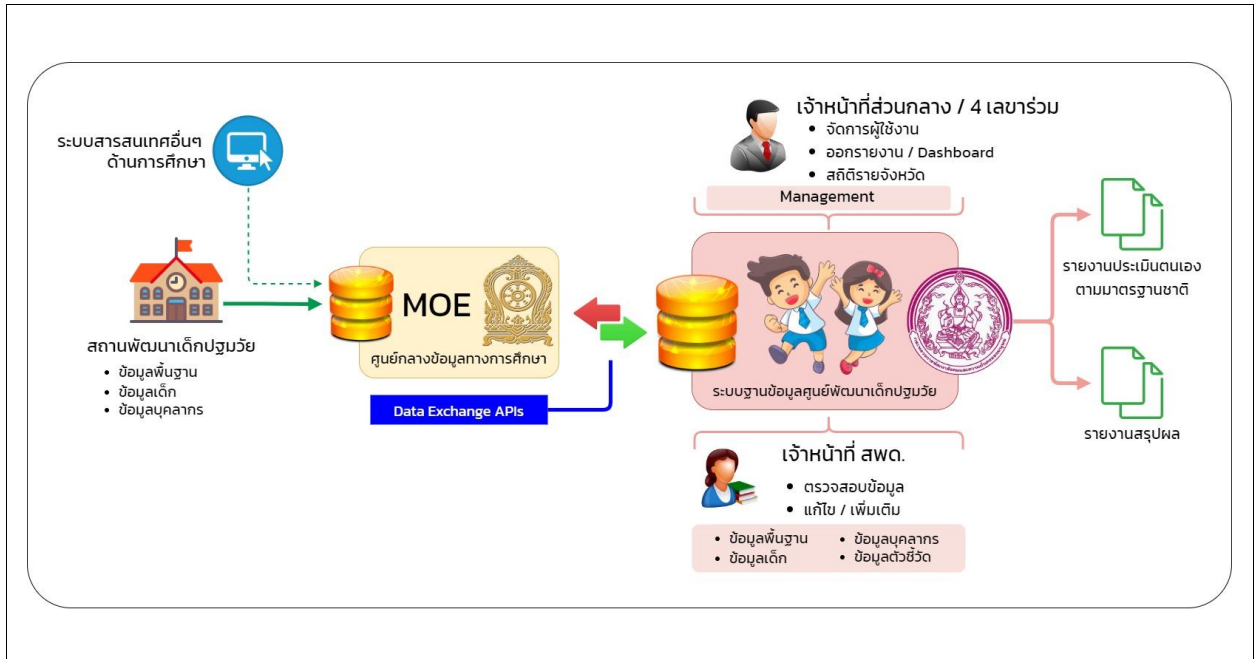 ระบบสารสนเทศอื่นๆ
ด้านการศึกษา
สถานพัฒนาเด็กปฐมวัย
• ข้อมูลพื้นฐาน
• ข้อมูลเด็ก
• ข้อมูลบุคลากร
MOE
ศูนย์กลางข้อมูลทางการศึกษา
Data Exchange APIs
เจ้าหน้าที่ส่วนกลาง / 4 เลขาร่วม
• จัดการผู้ใช้งาน
• ออกรายงาน / Dashboard
• สถิติรายจังหวัด
Management
ระบบฐานข้อมูลศูนย์พัฒนาเด็กปฐมวัย
เจ้าหน้าที่ สพด.
• ตรวจสอบข้อมูล
• แก้ไข / เพิ่มเติม
• ข้อมูลพื้นฐาน
• ข้อมูลเด็ก
• ข้อมูลบุคลากร
• ข้อมูลตัวชี้วัด
รายงานประเมินตนเอง
ตามมาตรฐานชาติ
รายงานสรุปผล